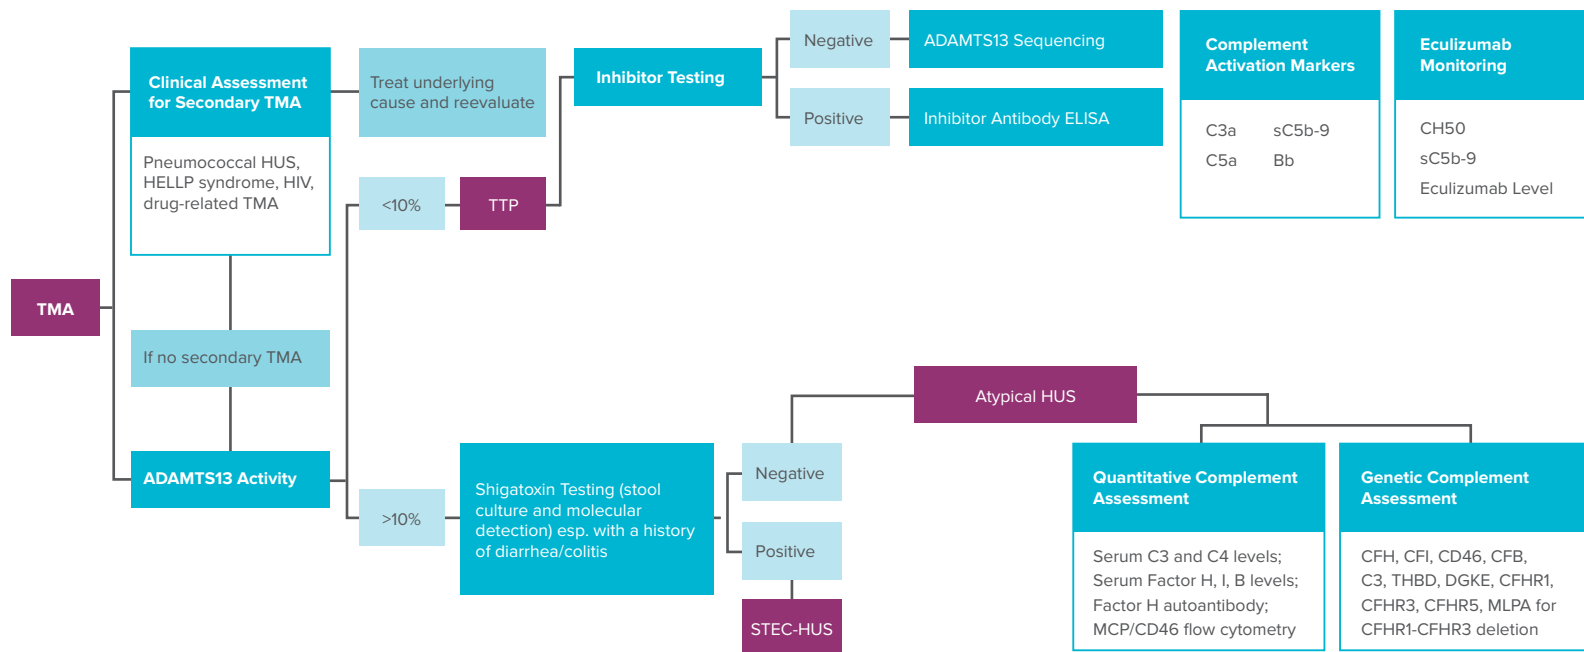 TMA
Clinical Assessment
for Secondary TMA
Pneumococcal HUS,
HELLP syndrome, HIV,
drug-related TMA
Treat underlying
cause and reevaluate
If no secondary TMA
ADAMTS13 Activity
<10%
TTP
Inhibitor Testing
Negative
ADAMTS13 Sequencing
Positive
Inhibitor Antibody ELISA
Complement
Activation Markers
C3a sC5b-9
C5a Bb
Eculizumab
Monitoring
CH50
sC5b-9
Eculizumab Level
>10%
Shigatoxin Testing (stool
culture and molecular
detection) esp. with a history
of diarrhea/colitis
Negative
Positive
STEC-HUS
Atypical HUS
Quantitative Complement
Assessment
Serum C3 and C4 levels;
Serum Factor H, I, B levels;
Factor H autoantibody;
MCP/CD46 flow cytometry
Genetic Complement
Assessment
CFH, CFI, CD46, CFB,
C3, THBD, DGKE, CFHR1,
CFHR3, CFHR5, MLPA for
CFHR1-CFHR3 deletion